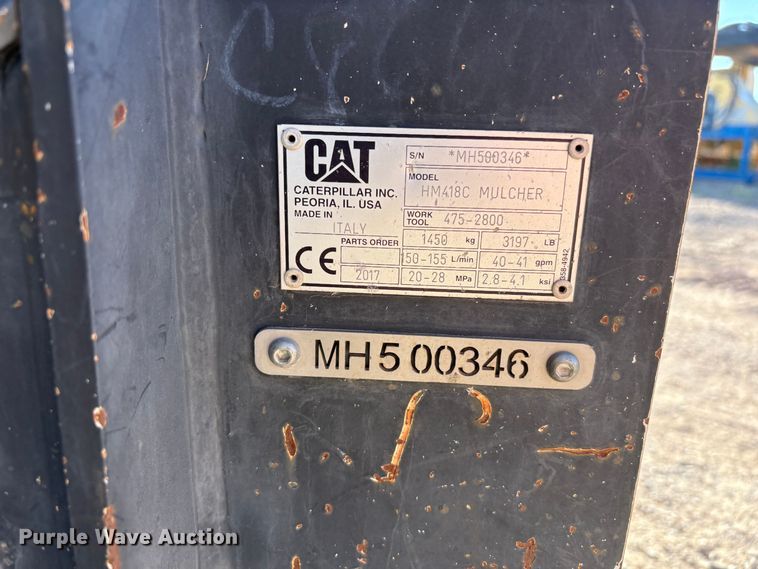 CAT
CATERPILLAR INC.
PEORIA, IL. USA
MADE IN
ITALY
S/N *MH500346*
MODEL
HM418C MULCHER
WORK TOOL 475-2800
PARTS ORDER 1450 kg 3197 LB
CE 150-155 L/min 40-41 gpm
2017 20-28 MPa 2.8-4.1 ksi
358-4942
MH500346
Purple Wave Auction